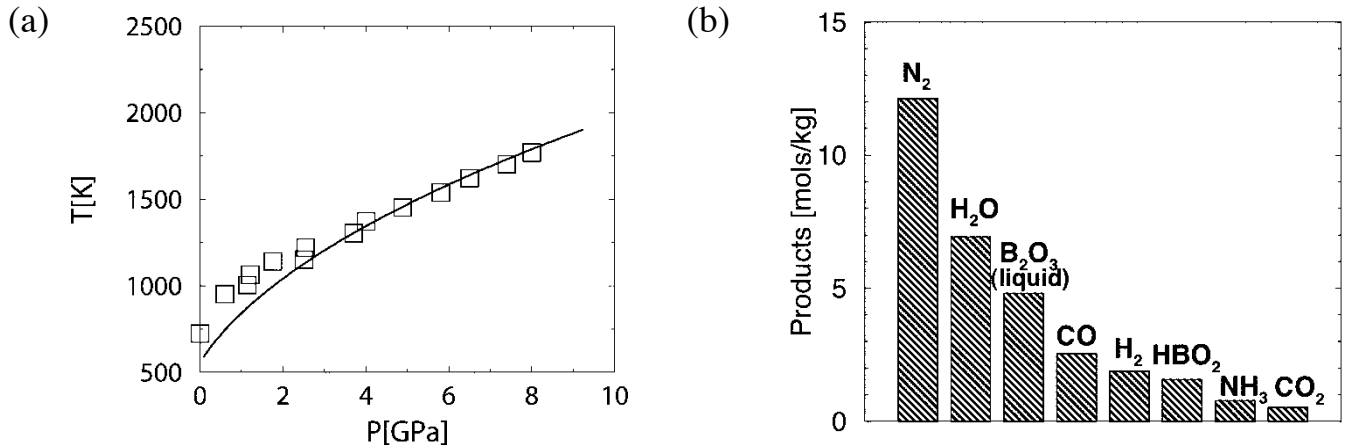 (a)
2500
2000
1500
1000
500
T[K]
0 2 4 6 8 10
P[GPa]
(b)
15
10
5
0
Products [mols/kg]
N₂
H₂O
B₂O₃
(liquid)
CO
H₂
HBO₂
NH₃
CO₂